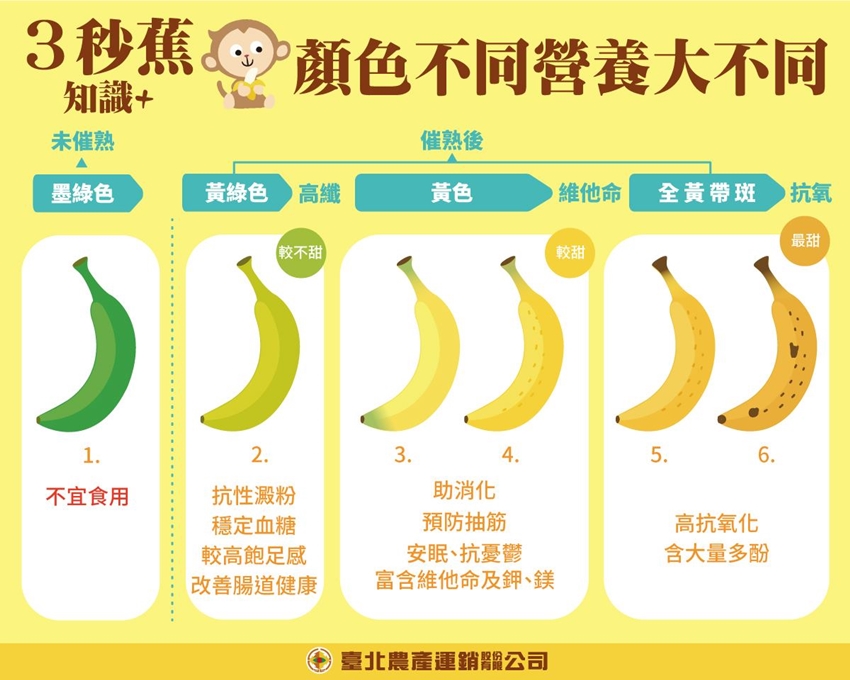 3秒蕉
知識+
顏色不同營養大不同
未催熟
催熟後
墨綠色
黃綠色
高纖
黃色
維他命
全黃帶斑
抗氧
較不甜
較甜
最甜
1.
2.
3.
4.
5.
6.
不宜食用
抗性澱粉
穩定血糖
較高飽足感
改善腸道健康
助消化
預防抽筋
安眠、抗憂鬱
富含維他命及鉀、鎂
高抗氧化
含大量多酚
臺北農產運銷股份有限公司